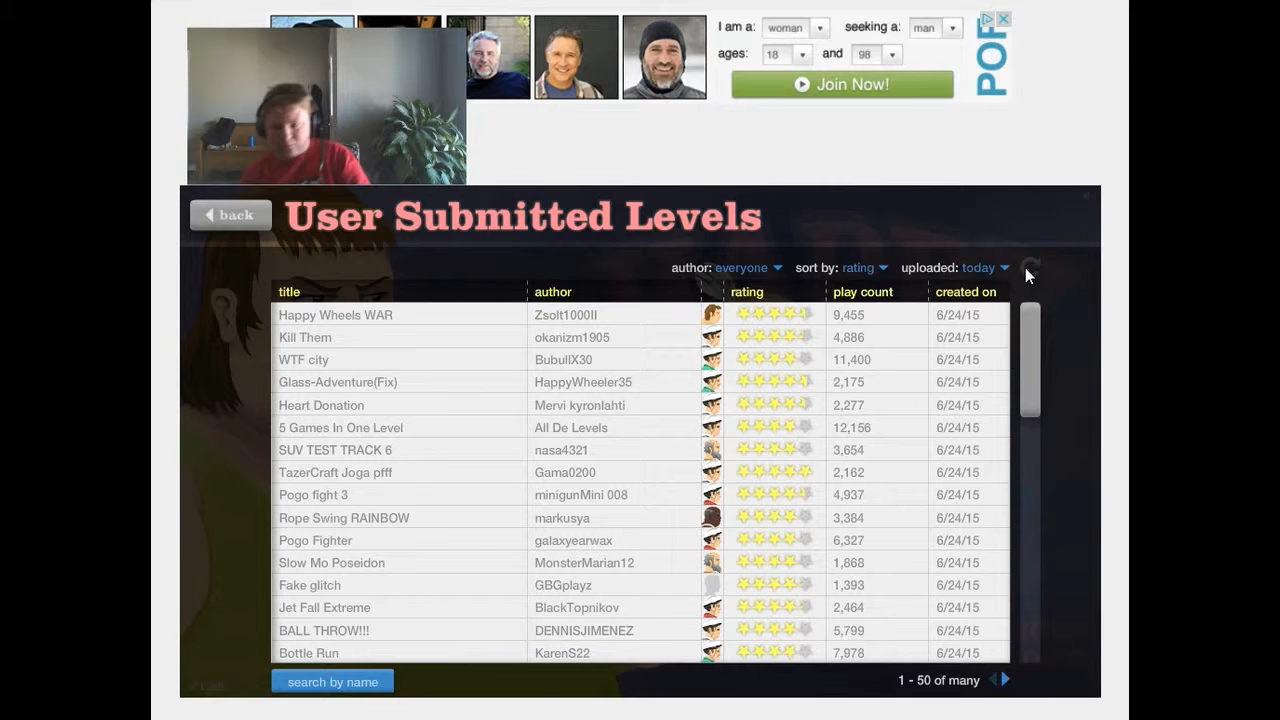 I am a: woman seeking a: man
ages: 18 and 98
Join Now!
POF
back
User Submitted Levels
author: everyone sort by: rating uploaded: today
title author rating play count created on
Happy Wheels WAR Zsolt1000II 9,455 6/24/15
Kill Them okanizm1905 4,886 6/24/15
WTF city BubullX30 11,400 6/24/15
Glass-Adventure(Fix) HappyWheeler35 2,175 6/24/15
Heart Donation Mervi kyronlahti 2,277 6/24/15
5 Games In One Level All De Levels 12,156 6/24/15
SUV TEST TRACK 6 nasa4321 3,654 6/24/15
TazerCraft Joga pfff Gama0200 2,162 6/24/15
Pogo fight 3 minigunMini 008 4,937 6/24/15
Rope Swing RAINBOW markusya 3,384 6/24/15
Pogo Fighter galaxyearwax 6,327 6/24/15
Slow Mo Poseidon MonsterMarian12 1,868 6/24/15
Fake glitch GBGplayz 1,393 6/24/15
Jet Fall Extreme BlackTopnikov 2,464 6/24/15
BALL THROW!!! DENNISJIMENEZ 5,799 6/24/15
Bottle Run KarenS22 7,978 6/24/15
search by name 1 - 50 of many